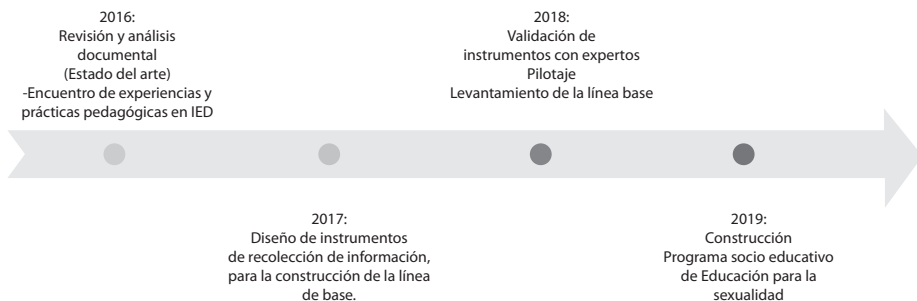 2016:
Revisión y análisis
documental
(Estado del arte)
-Encuentro de experiencias y
prácticas pedagógicas en IED
2017:
Diseño de instrumentos
de recolección de información,
para la construcción de la línea
de base.
2018:
Validación de
instrumentos con expertos
Pilotaje
Levantamiento de la línea base
2019:
Construcción
Programa socio educativo
de Educación para la
sexualidad